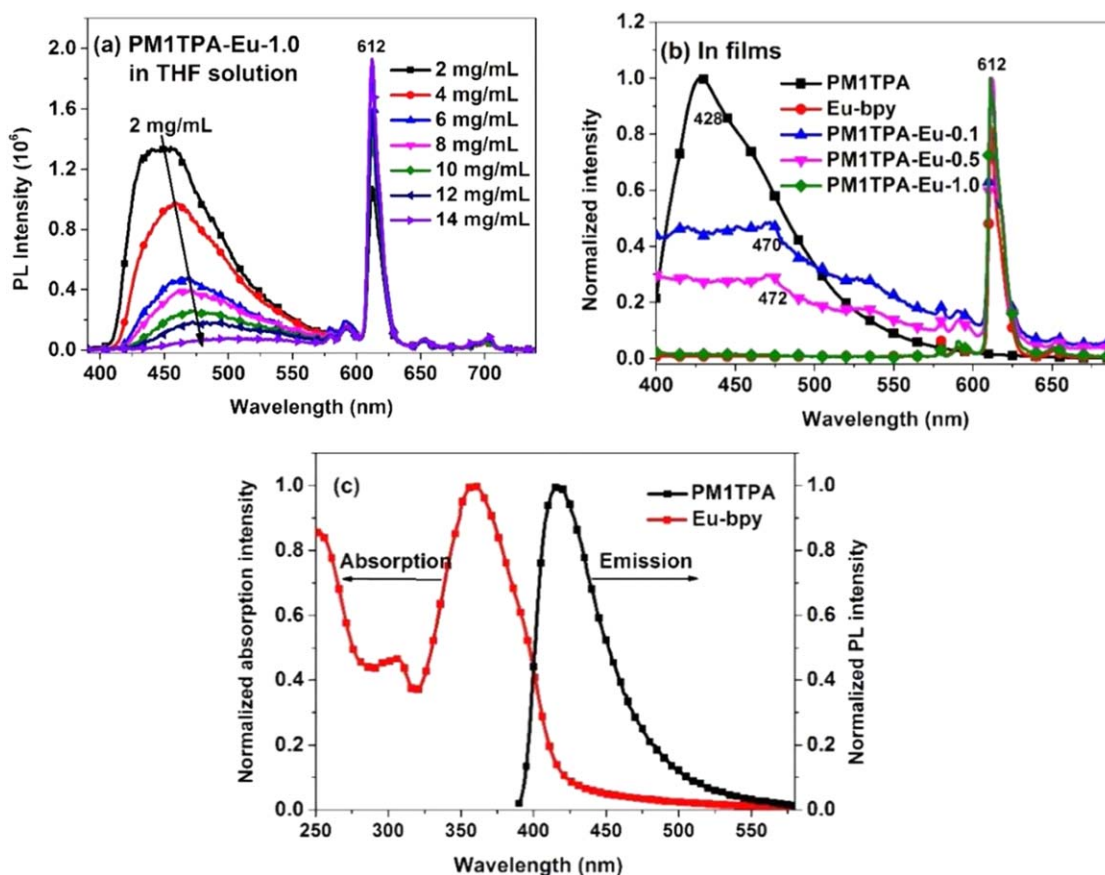 (a) PM1TPA-Eu-1.0
in THF solution
612
2 mg/mL
2 mg/mL
4 mg/mL
6 mg/mL
8 mg/mL
10 mg/mL
12 mg/mL
14 mg/mL
PL Intensity (10⁶)
2.0
1.6
1.2
0.8
0.4
0.0
400 450 500 550 600 650 700
Wavelength (nm)
(b) In films
612
428
470
472
PM1TPA
Eu-bpy
PM1TPA-Eu-0.1
PM1TPA-Eu-0.5
PM1TPA-Eu-1.0
Normalized intensity
1.2
1.0
0.8
0.6
0.4
0.2
0.0
400 450 500 550 600 650
Wavelength (nm)
(c)
PM1TPA
Eu-bpy
Absorption
Emission
Normalized absorption intensity
1.0
0.8
0.6
0.4
0.2
0.0
1.0
0.8
0.6
0.4
0.2
0.0
Normalized PL intensity
250 300 350 400 450 500 550
Wavelength (nm)